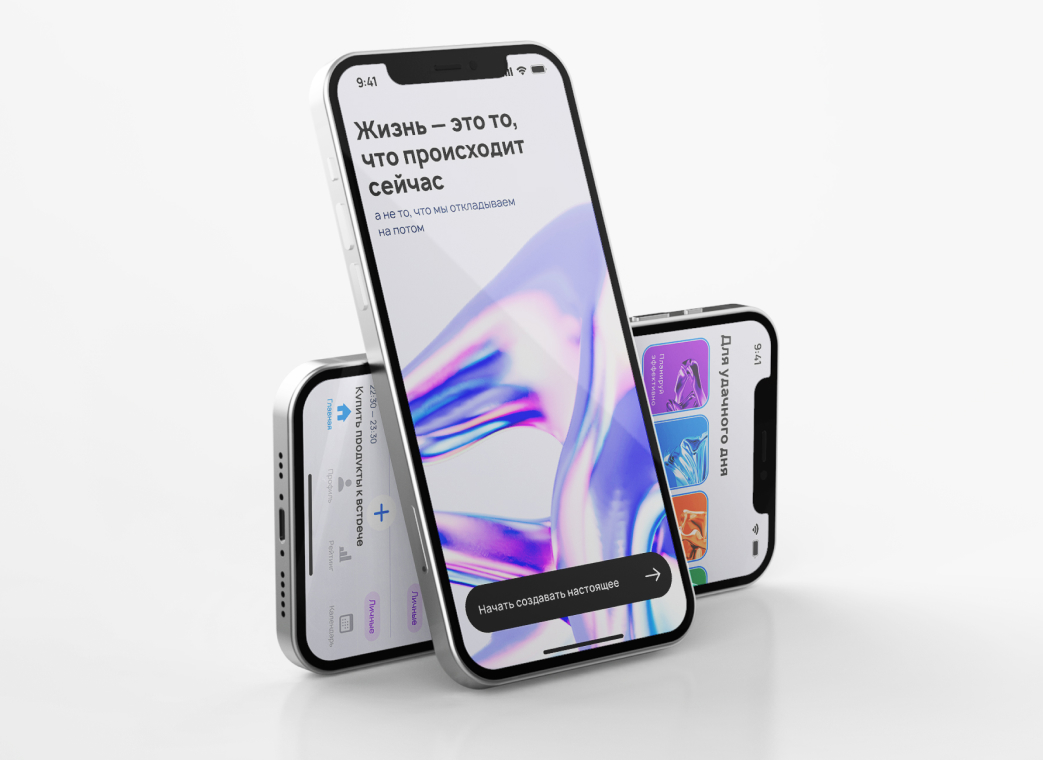 9:41
Жизнь — это то,
что происходит
сейчас
а не то, что мы откладываем
на потом
Начать создавать настоящее
22:30 – 23:30
Купить продукты к встрече
Личные
Личные
Главная
Профиль
Рейтинг
Календарь
9:41
Для удачного дня
Планируй
эффективно